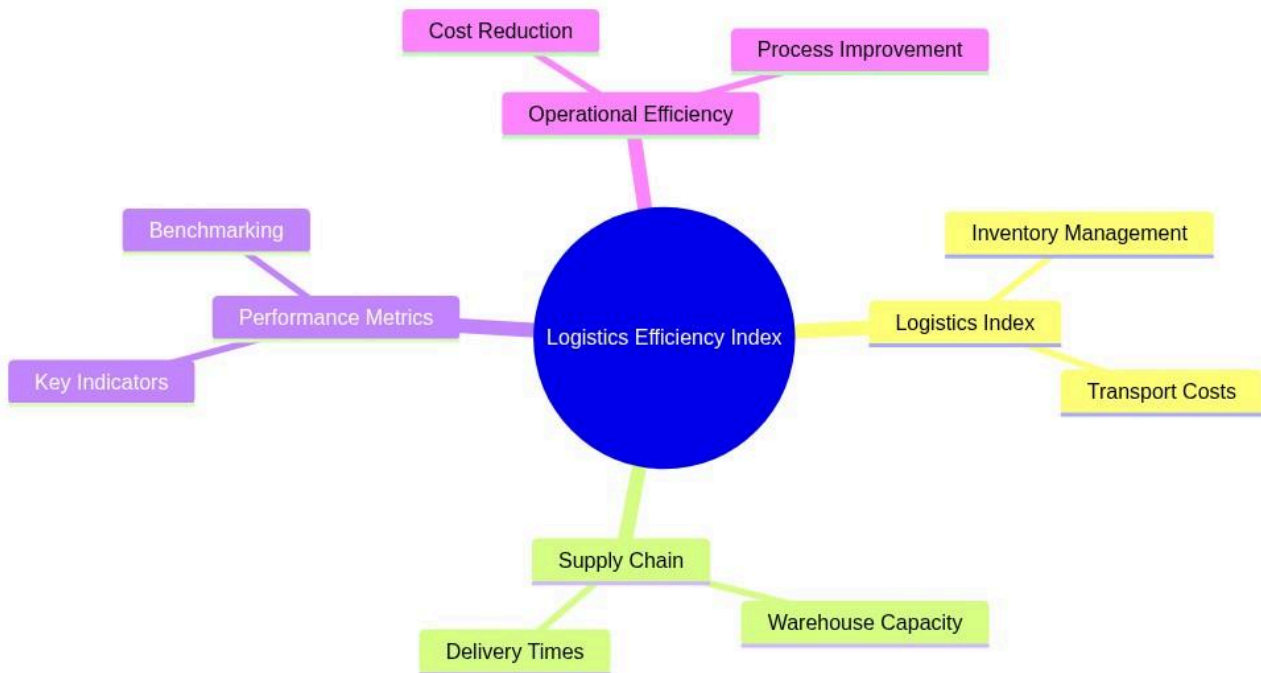 Cost Reduction
Process Improvement
Operational Efficiency
Benchmarking
Inventory Management
Performance Metrics
Logistics Efficiency Index
Logistics Index
Key Indicators
Transport Costs
Supply Chain
Warehouse Capacity
Delivery Times